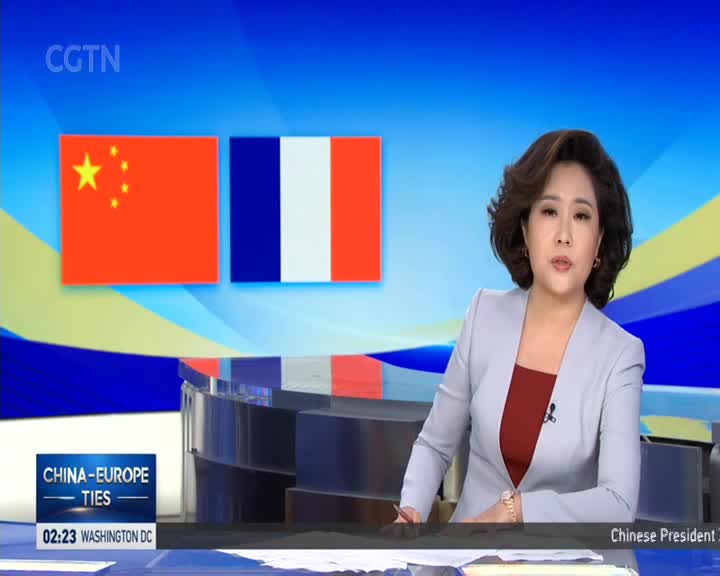 CGTN
CHINA-EUROPE
TIES
02:23 WASHINGTON DC
Chinese President